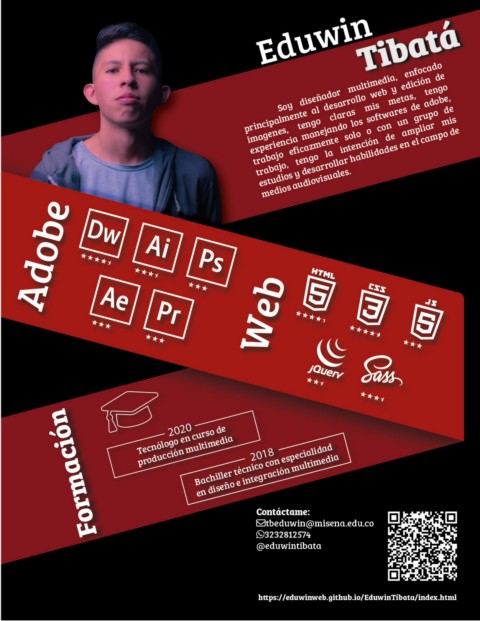 Eduwin
Tibatá
Soy diseñador multimedia, enfocado
principalmente al desarrollo web y edición de
imagenes, tengo claras mis metas, tengo
experiencia manejando los softwares de adobe,
trabajo eficazmente solo o con un grupo de
trabajo, tengo la intención de ampliar mis
estudios y desarrollar habilidades en el campo de
medios audiovisuales.
Adobe
Dw Ai Ps
Ae Pr
Web
HTML CSS JS
5 3 5
jQuery Sass
Formación
2020
Tecnólogo en curso de
producción multimedia
2018
Bachiller técnico con especialidad
en diseño e integración multimedia
Contáctame:
tbeduwin@misena.edu.co
3232812574
@eduwintibata
https://eduwinweb.github.io/EduwinTibata/index.html